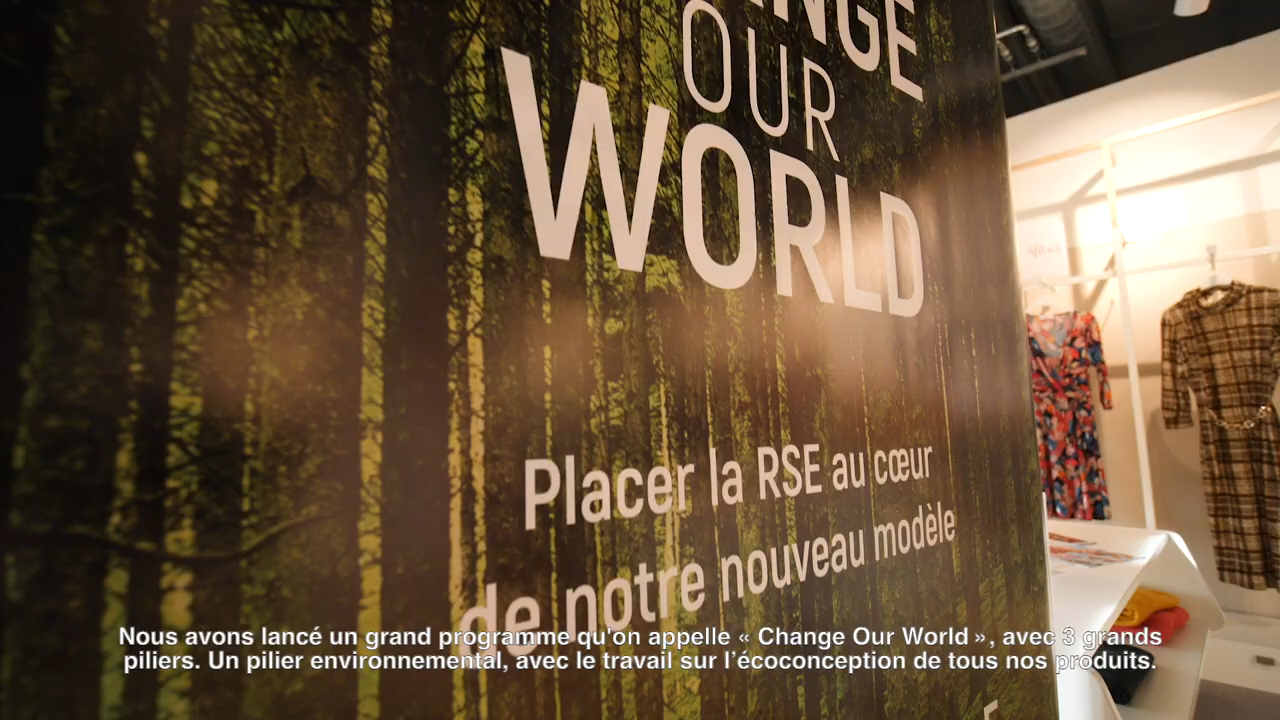 OUR
WORLD
Placer la RSE au cœur
de notre nouveau modèle
Nous avons lancé un grand programme qu'on appelle « Change Our World », avec 3 grands
piliers. Un pilier environnemental, avec le travail sur l’écoconception de tous nos produits.